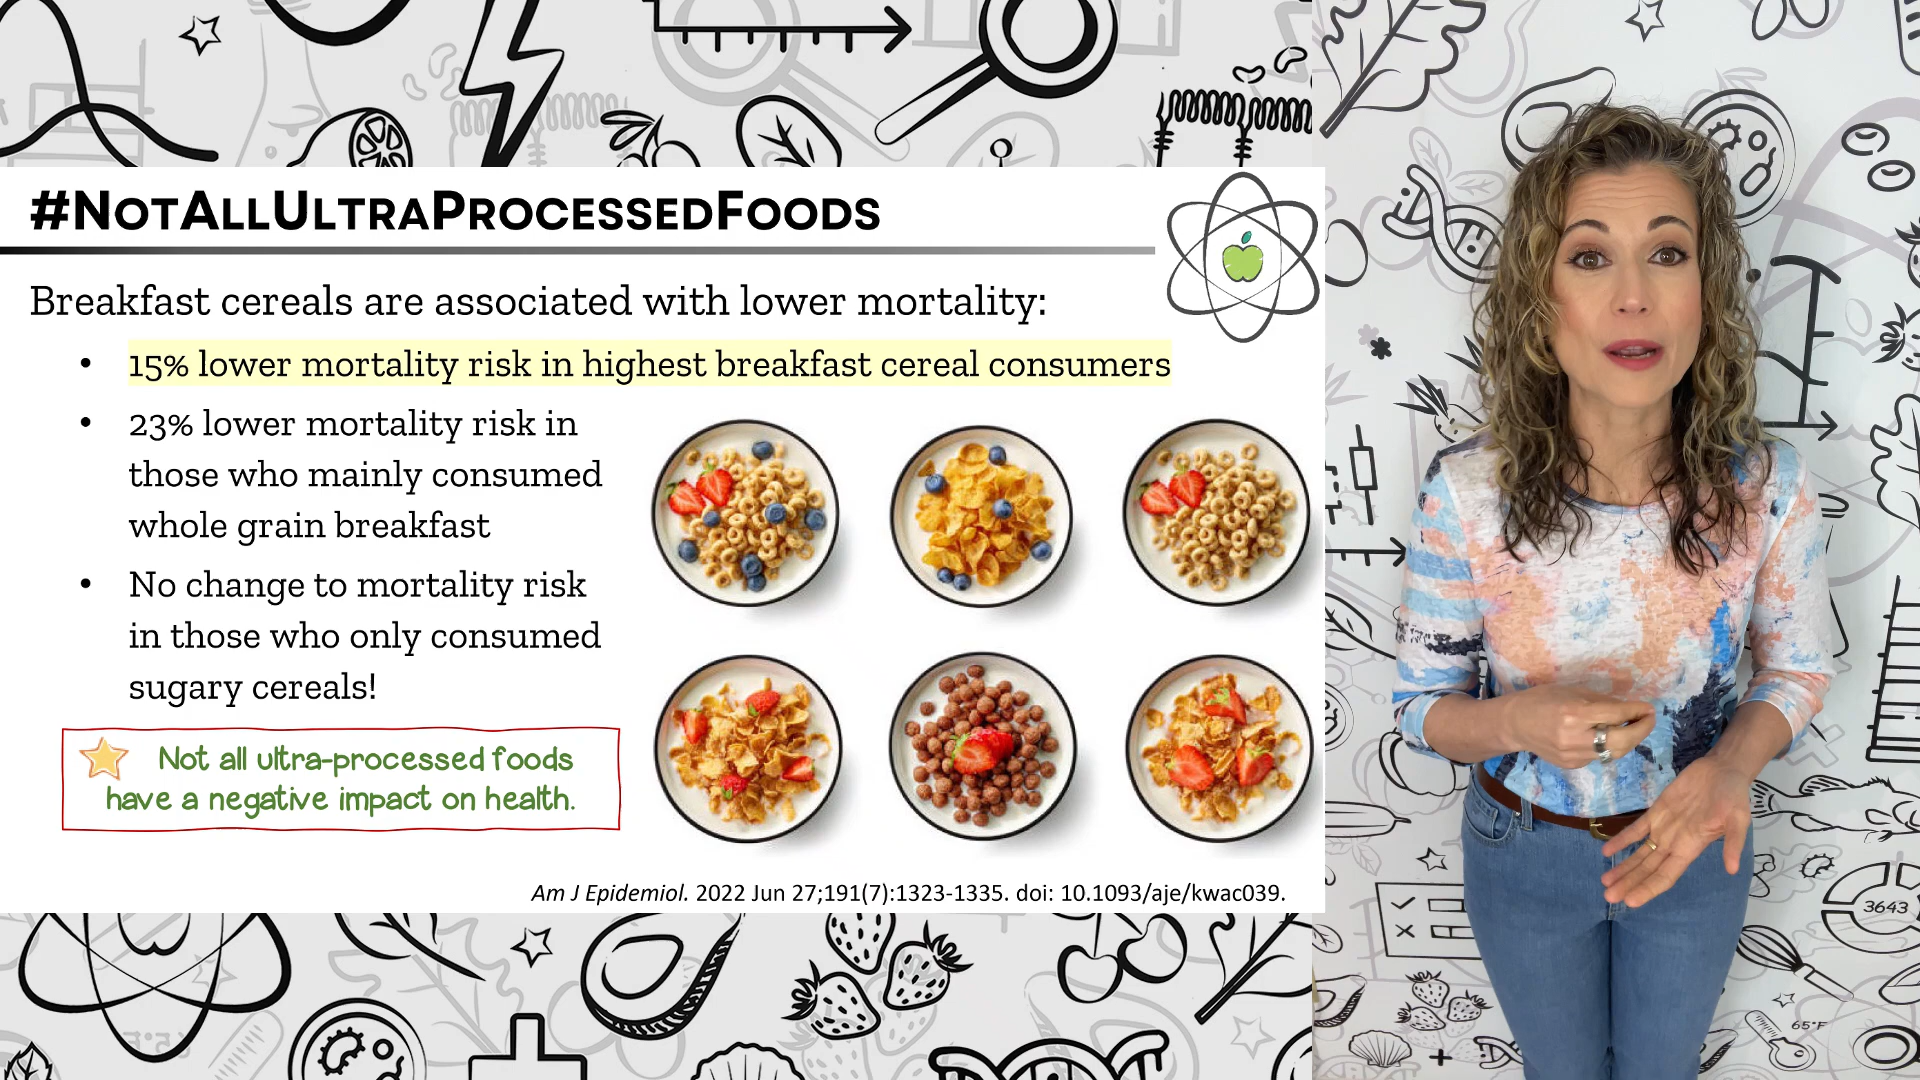 #NOTALLULTRAPROCESSEDFOODS
Breakfast cereals are associated with lower mortality:
• 15% lower mortality risk in highest breakfast cereal consumers
• 23% lower mortality risk in
those who mainly consumed
whole grain breakfast
• No change to mortality risk
in those who only consumed
sugary cereals!
Not all ultra-processed foods
have a negative impact on health.
Am J Epidemiol. 2022 Jun 27;191(7):1323-1335. doi: 10.1093/aje/kwac039.
3643
65°F